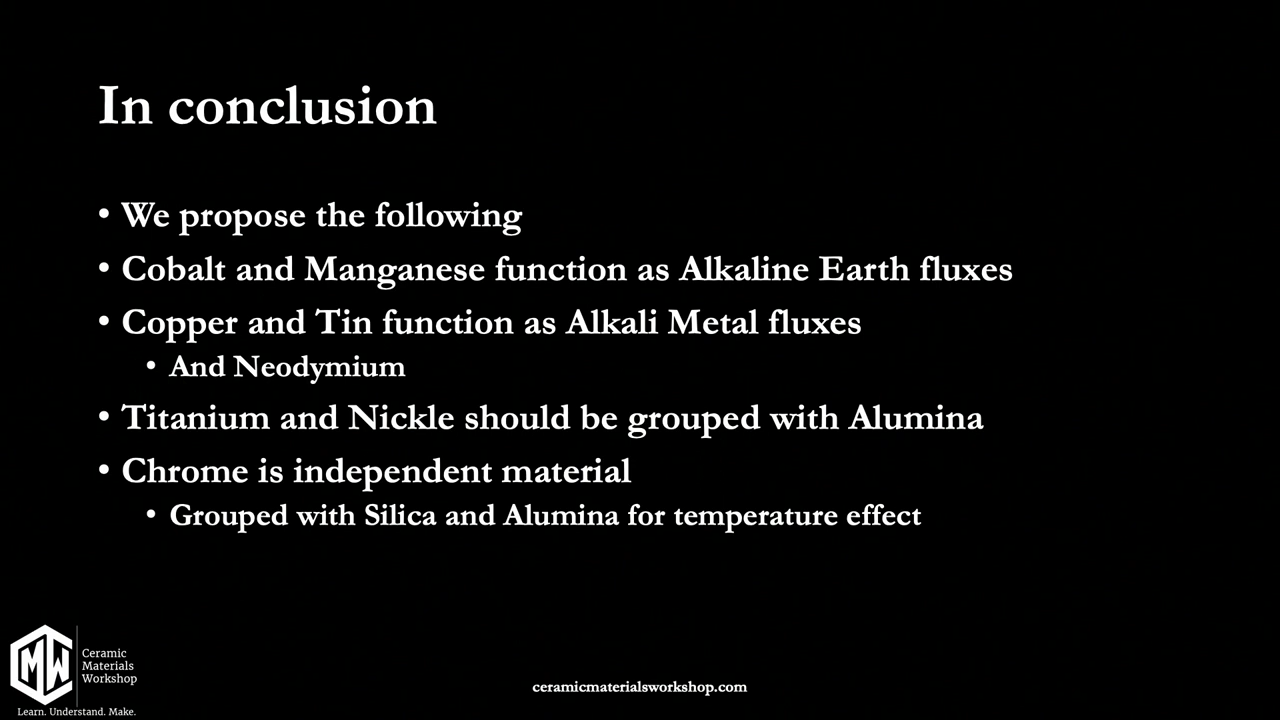 In conclusion
• We propose the following
• Cobalt and Manganese function as Alkaline Earth fluxes
• Copper and Tin function as Alkali Metal fluxes
• And Neodymium
• Titanium and Nickle should be grouped with Alumina
• Chrome is independent material
• Grouped with Silica and Alumina for temperature effect
CMW
Ceramic
Materials
Workshop
Learn. Understand. Make.
ceramicmaterialsworkshop.com